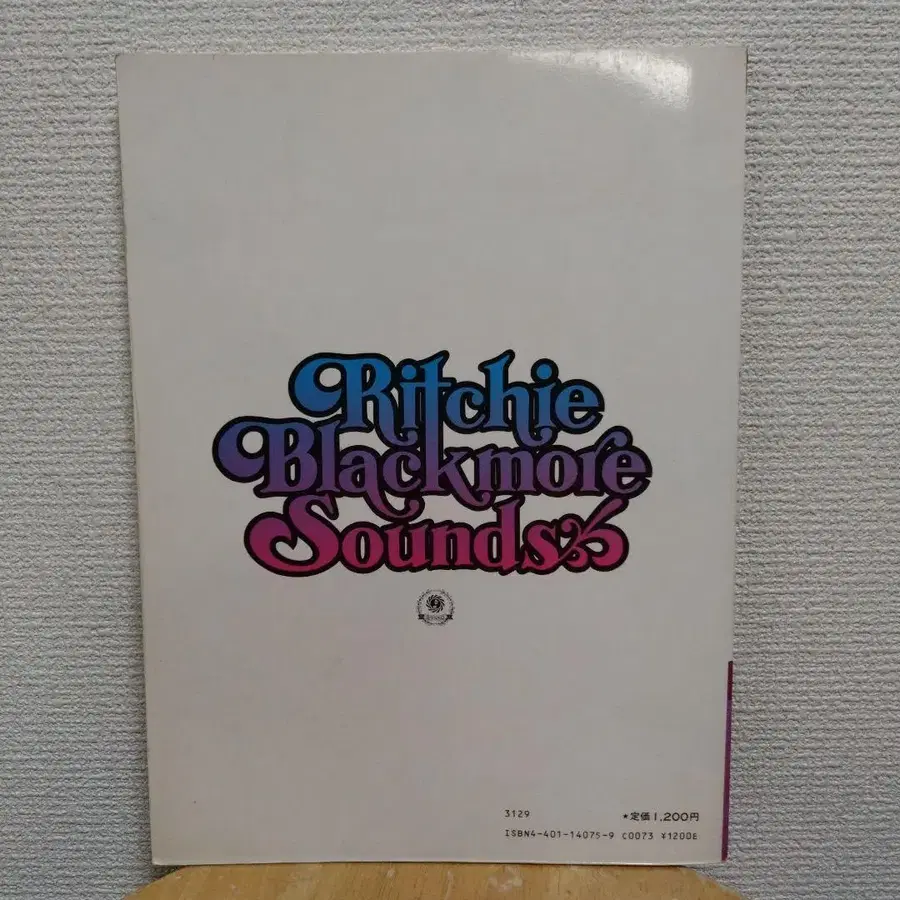 Ritchie
Blackmore
Sounds
3129
★定価1,200円
ISBN4-401-14075-9 C0073 ¥1200E